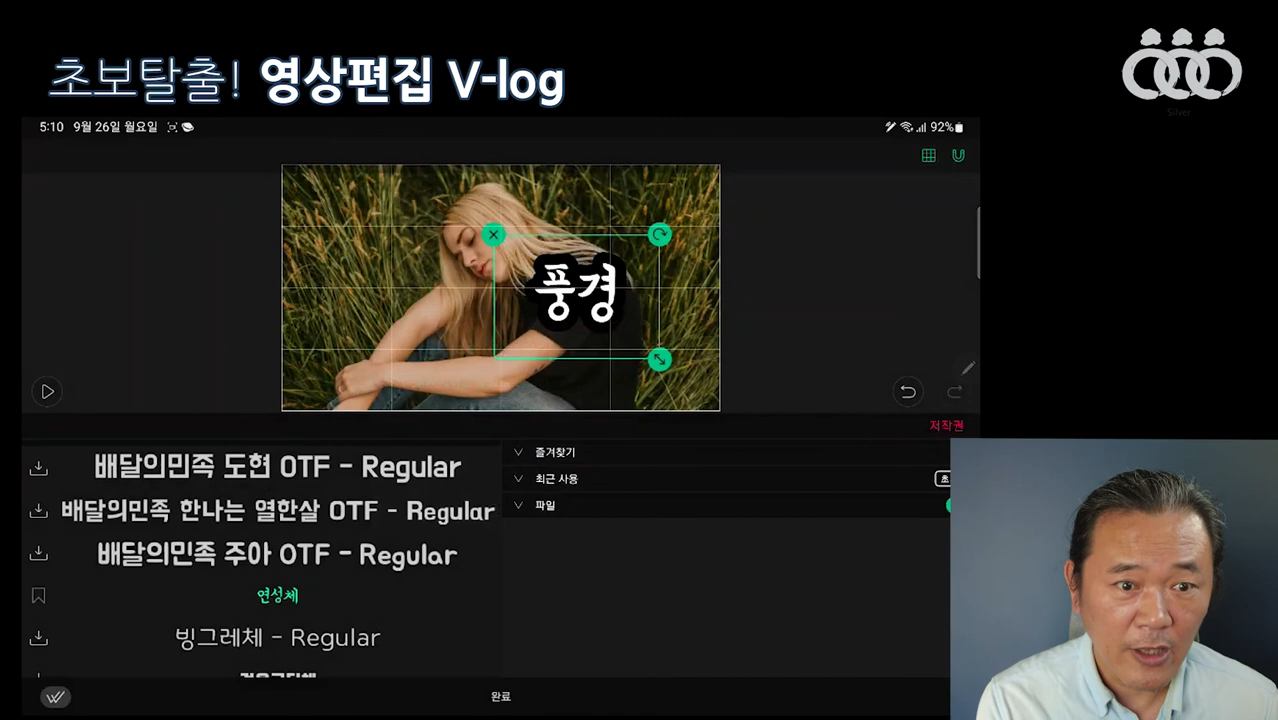 초보탈출! 영상편집 V-log
Silver
5:10 9월 26일 월요일
92%
풍경
저작권
배달의민족 도현 OTF - Regular
배달의민족 한나는 열한살 OTF - Regular
배달의민족 주아 OTF - Regular
연성체
빙그레체 - Regular
즐겨찾기
최근 사용
초
파일
완료